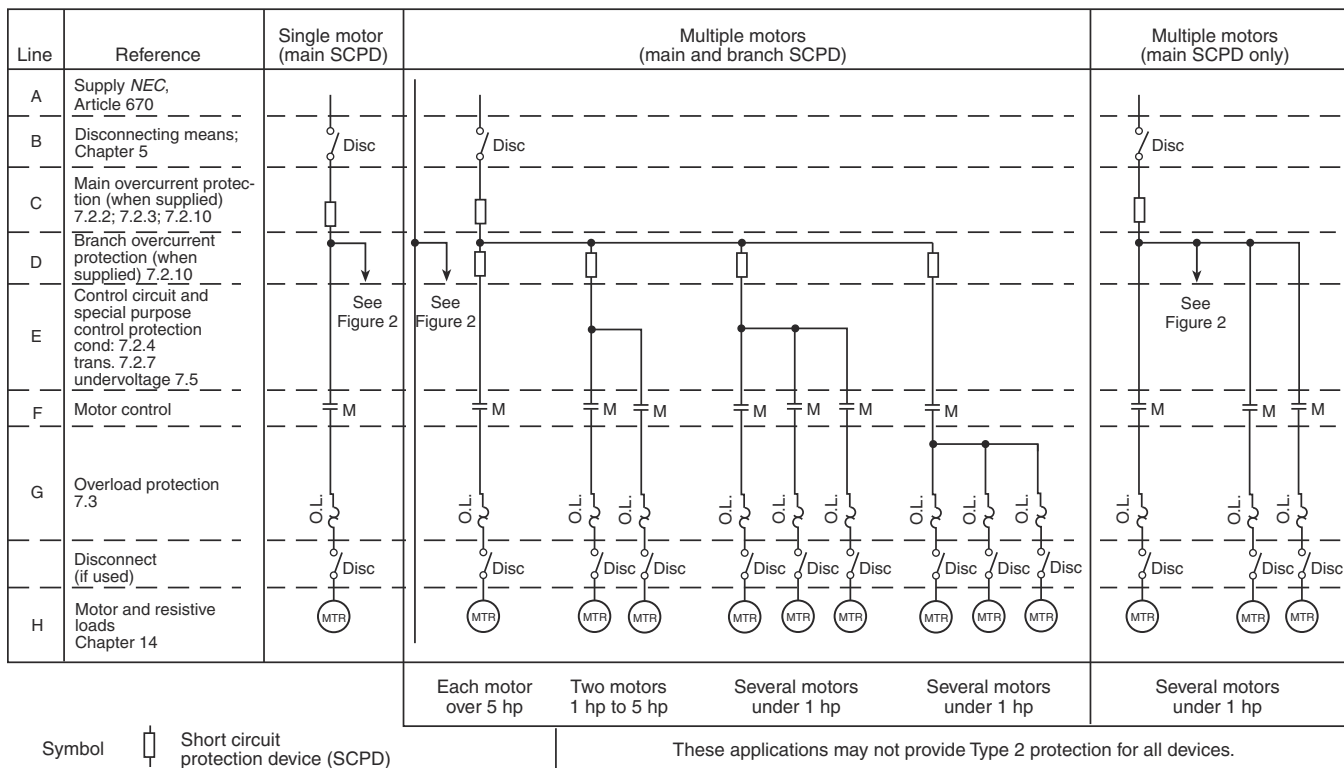 Line
Reference
Single motor
(main SCPD)
Multiple motors
(main and branch SCPD)
Multiple motors
(main SCPD only)
A
Supply NEC,
Article 670
B
Disconnecting means;
Chapter 5
Disc
Disc
Disc
C
Main overcurrent protec-
tion (when supplied)
7.2.2; 7.2.3; 7.2.10
D
Branch overcurrent
protection (when
supplied) 7.2.10
E
Control circuit and
special purpose
control protection
cond: 7.2.4
trans. 7.2.7
undervoltage 7.5
See
Figure 2
See
Figure 2
See
Figure 2
F
Motor control
M
M
M
M
M
M
M
M
M
M
M
G
Overload protection
7.3
O.L.
O.L.
O.L.
O.L.
O.L.
O.L.
O.L.
O.L.
O.L.
O.L.
O.L.
O.L.
O.L.
Disconnect
(if used)
Disc
Disc
Disc
Disc
Disc
Disc
Disc
Disc
Disc
Disc
Disc
Disc
Disc
H
Motor and resistive
loads
Chapter 14
MTR
MTR
MTR
MTR
MTR
MTR
MTR
MTR
MTR
MTR
MTR
MTR
MTR
Each motor
over 5 hp
Two motors
1 hp to 5 hp
Several motors
under 1 hp
Several motors
under 1 hp
Several motors
under 1 hp
Symbol
Short circuit
protection device (SCPD)
These applications may not provide Type 2 protection for all devices.